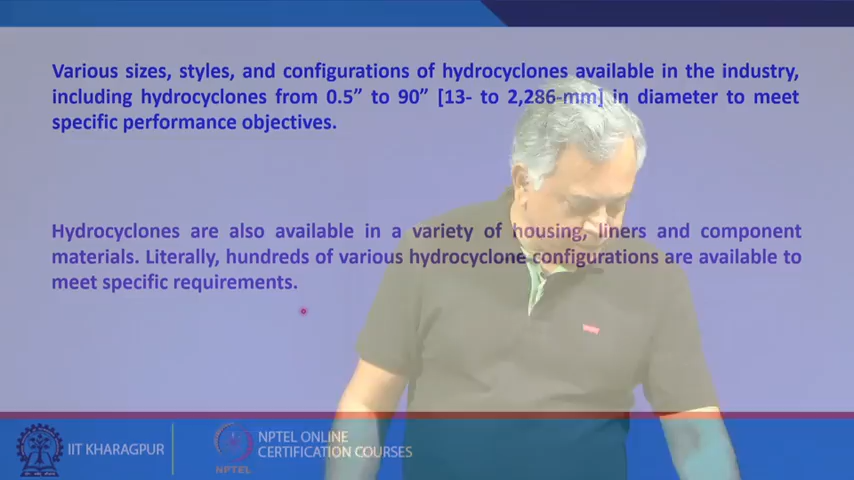 Various sizes, styles, and configurations of hydrocyclones available in the industry,
including hydrocyclones from 0.5” to 90” [13- to 2,286-mm] in diameter to meet
specific performance objectives.
Hydrocyclones are also available in a variety of housing, liners and component
materials. Literally, hundreds of various hydrocyclone configurations are available to
meet specific requirements.
IIT KHARAGPUR
NPTEL
NPTEL ONLINE
CERTIFICATION COURSES